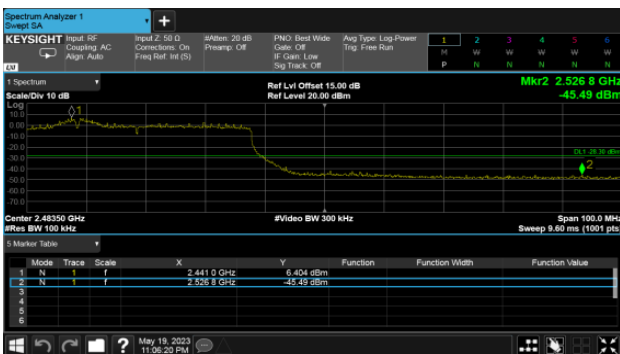 Spectrum Analyzer 1
Swept SA
+
KEYSIGHT Input: RF Input Z: 50 Ω #Atten: 20 dB PNO: Best Wide Avg Type: Log-Power 1 2 3 4 5 6
Coupling: AC Corrections: On Preamp: Off Gate: Off Trig: Free Run M W W W W W
Align: Auto Freq Ref: Int (S) IF Gain: Low P N N N N N
LXI Sig Track: Off
1 Spectrum Ref Lvl Offset 15.00 dB Mkr2 2.526 8 GHz
Scale/Div 10 dB Ref Level 20.00 dBm -45.49 dBm
Log
10.0
0.00
-10.0
-20.0
-30.0
-40.0
-50.0
-60.0
-70.0
1
DL1 -28.30 dBm
2
Center 2.48350 GHz #Video BW 300 kHz Span 100.0 MHz
#Res BW 100 kHz Sweep 9.60 ms (1001 pts)
5 Marker Table
Mode Trace Scale X Y Function Function Width Function Value
1 N 1 f 2.441 0 GHz 6.404 dBm
2 N 1 f 2.526 8 GHz -45.49 dBm
3
4
5
6
? May 19, 2023
11:06:20 PM